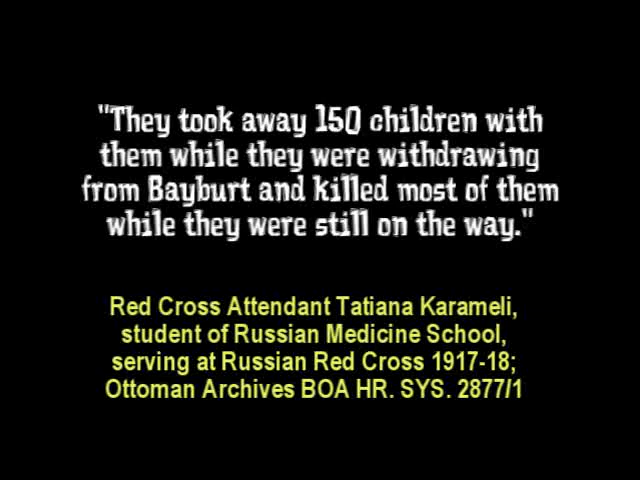 "They took away 150 children with
them while they were withdrawing
from Bayburt and killed most of them
while they were still on the way."
Red Cross Attendant Tatiana Karameli,
student of Russian Medicine School,
serving at Russian Red Cross 1917-18;
Ottoman Archives BOA HR. SYS. 2877/1